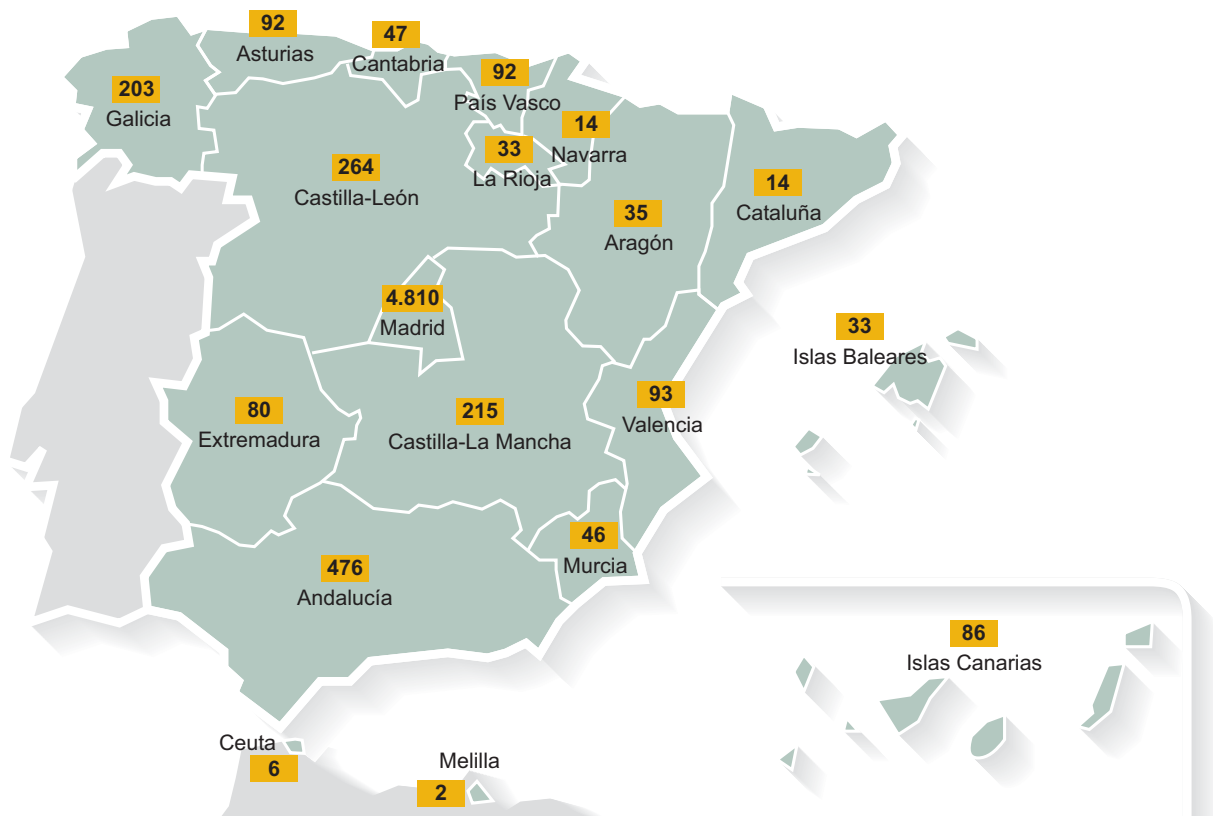 92
Asturias
47
Cantabria
92
País Vasco
203
Galicia
14
Navarra
33
La Rioja
264
Castilla-León
14
Cataluña
35
Aragón
4.810
Madrid
33
Islas Baleares
93
Valencia
80
Extremadura
215
Castilla-La Mancha
46
Murcia
476
Andalucía
86
Islas Canarias
Ceuta
6
Melilla
2